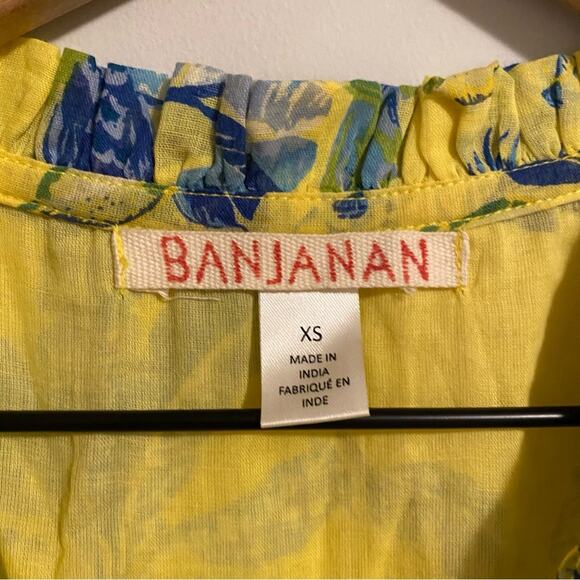 BANJANAN
XS
MADE IN
INDIA
FABRIQUÉ EN
INDE